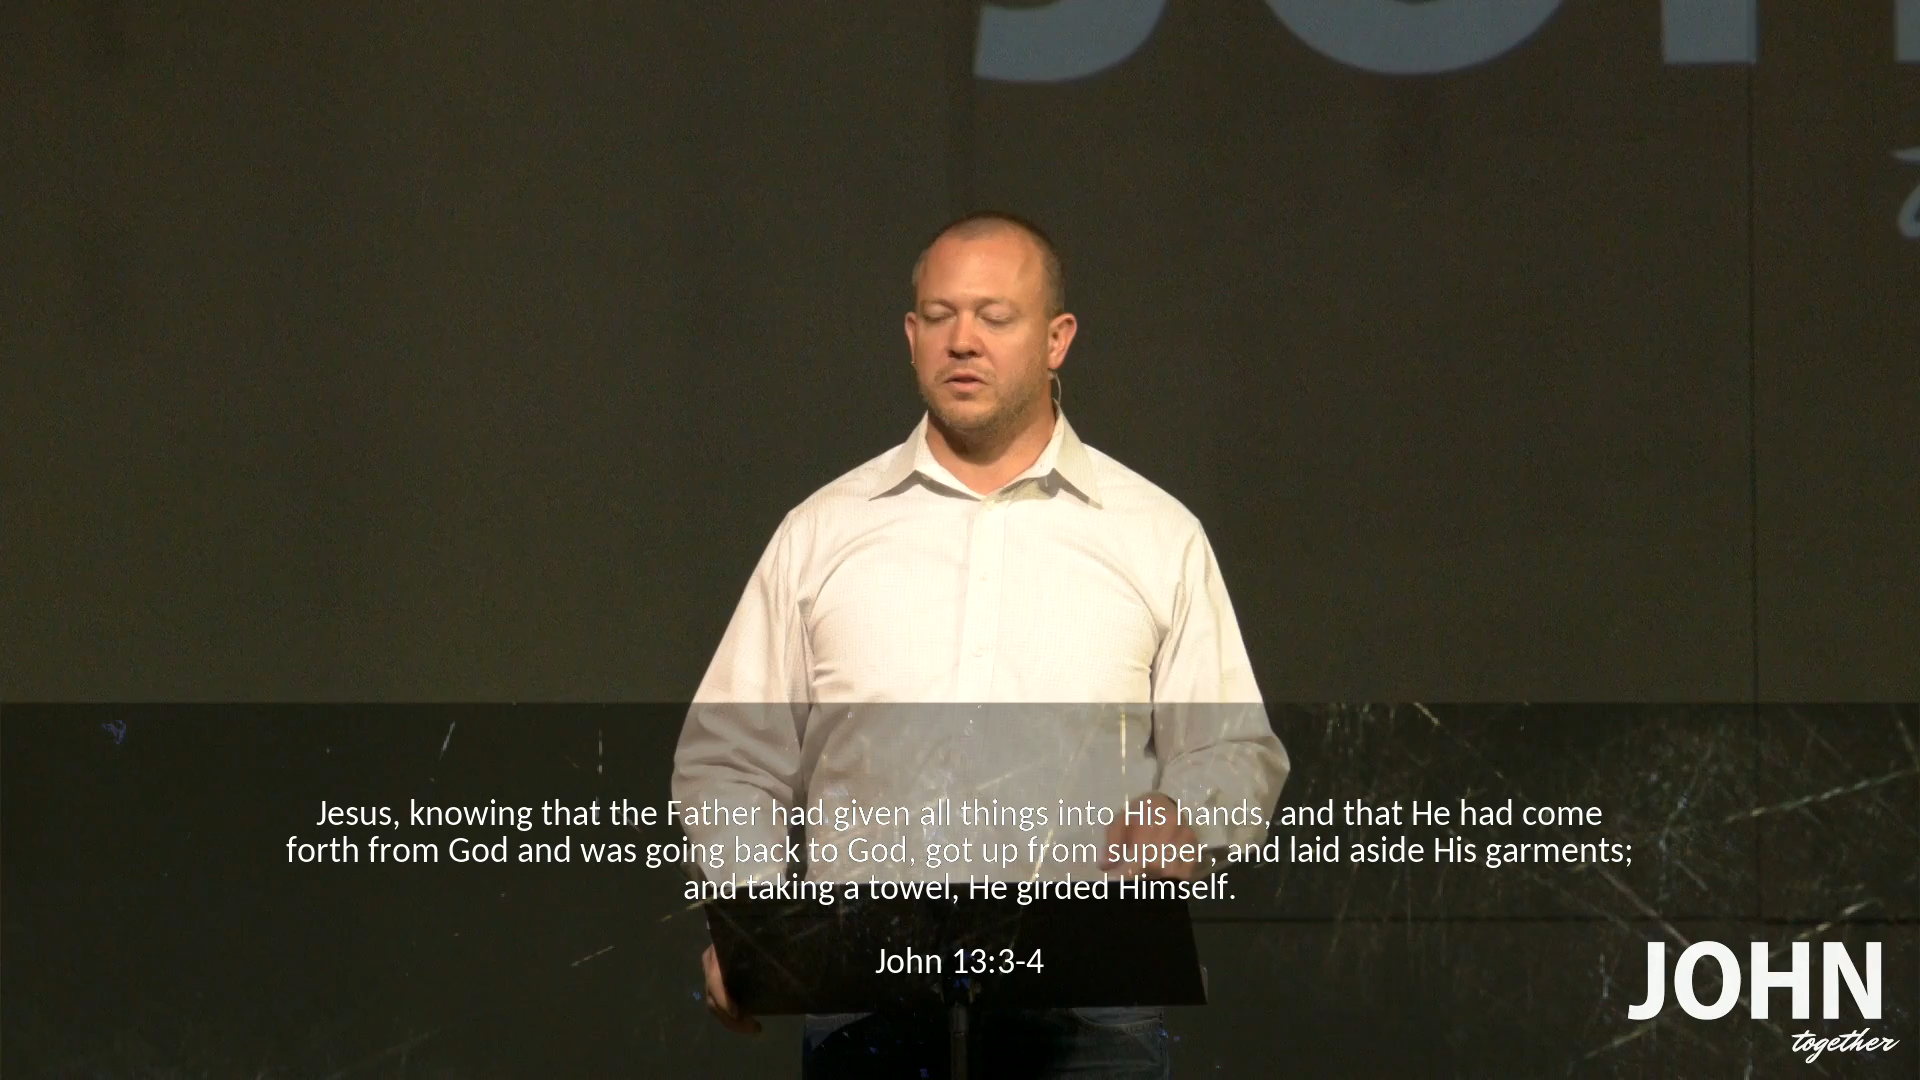 Jesus, knowing that the Father had given all things into His hands, and that He had come
forth from God and was going back to God, got up from supper, and laid aside His garments;
and taking a towel, He girded Himself.
John 13:3-4
JOHN
together